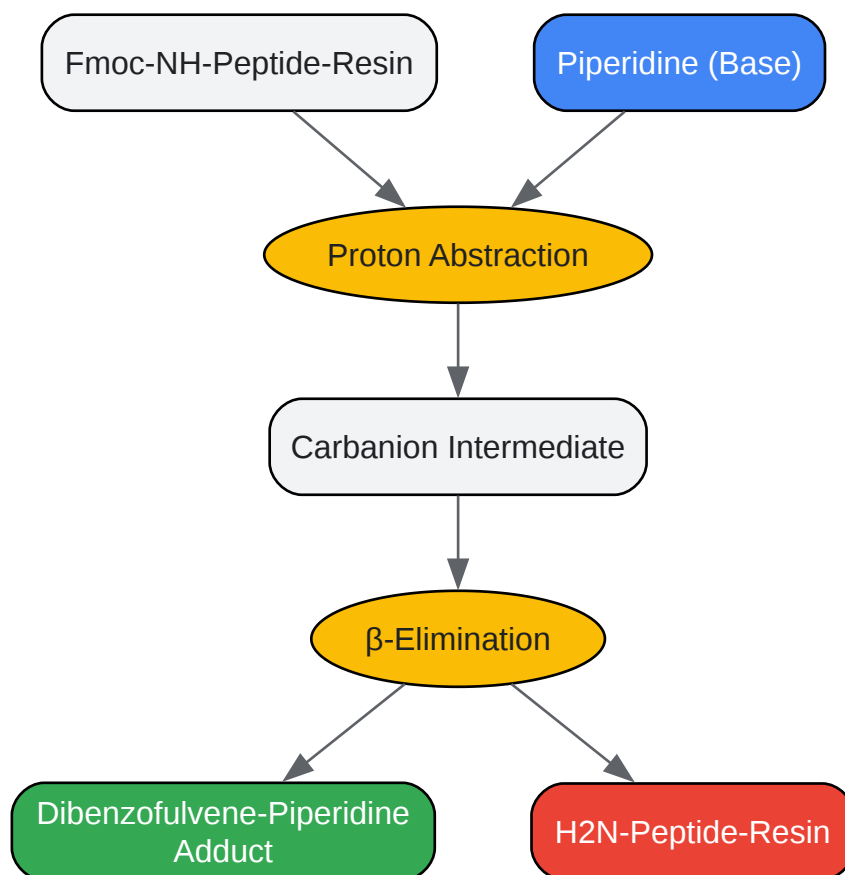 Fmoc-NH-Peptide-Resin
Piperidine (Base)
Proton Abstraction
Carbanion Intermediate
β-Elimination
Dibenzofulvene-Piperidine
Adduct
H2N-Peptide-Resin